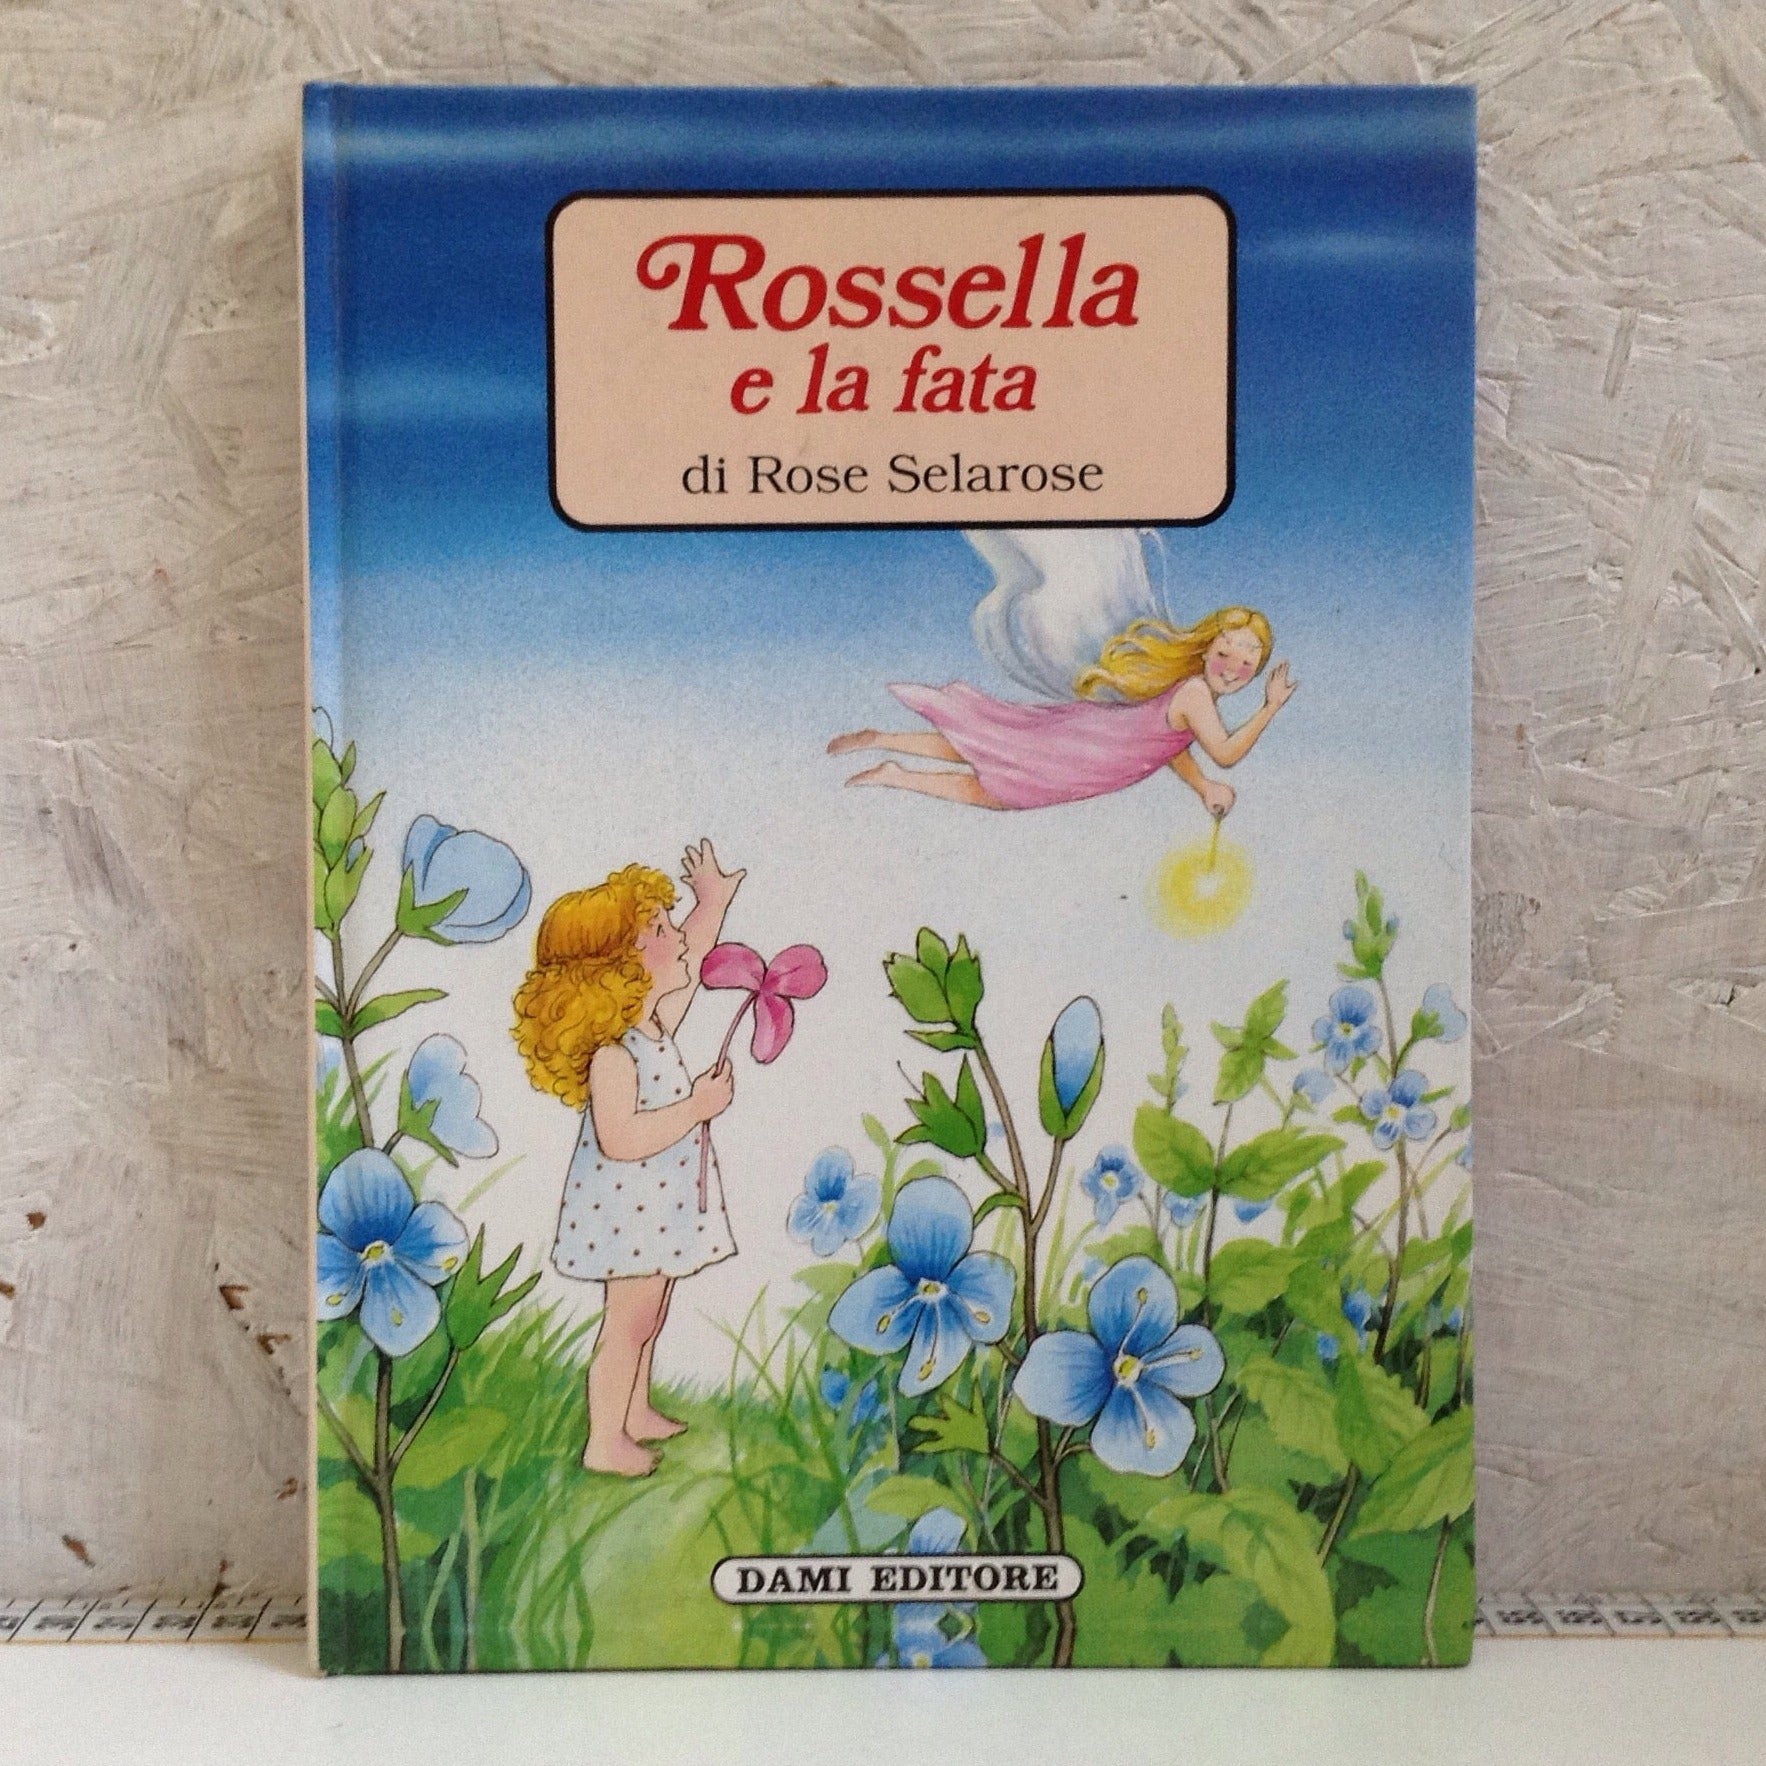 Rossella
e la fata
di Rose Selarose
DAMI EDITORE